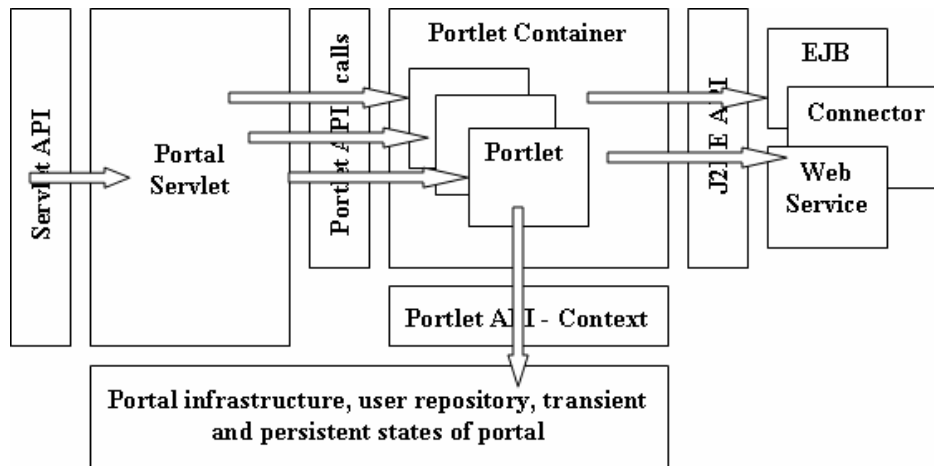 Servlet API
Portal
Servlet
Portlet API calls
Portlet Container
Portlet
J2EE API
EJB
Connector
Web
Service
Portlet API - Context
Portal infrastructure, user repository, transient
and persistent states of portal